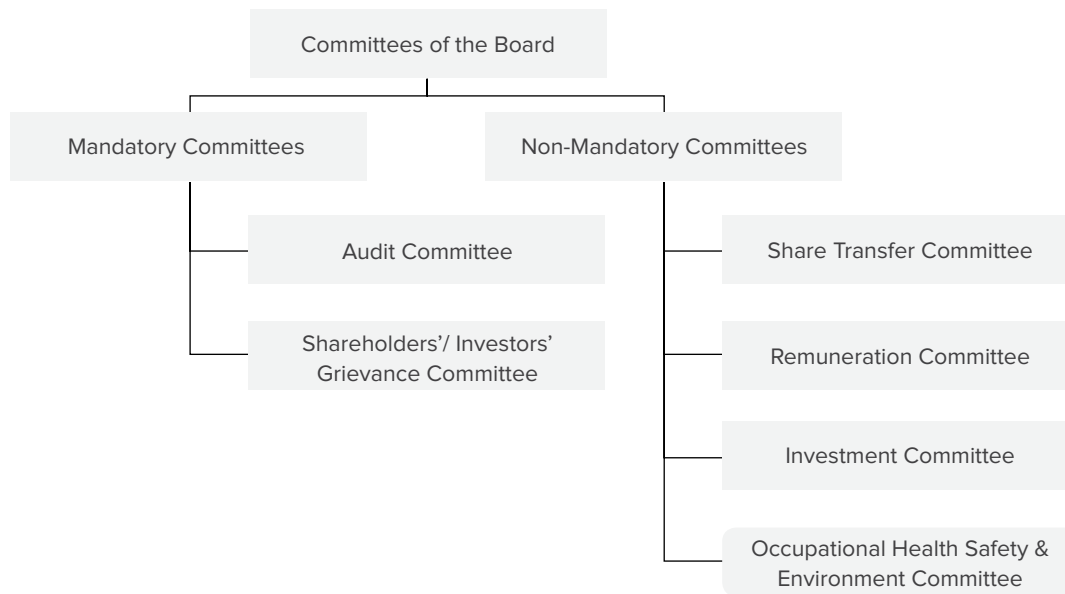 Committees of the Board
Mandatory Committees
Non-Mandatory Committees
Audit Committee
Share Transfer Committee
Shareholders’/ Investors’
Grievance Committee
Remuneration Committee
Investment Committee
Occupational Health Safety &
Environment Committee